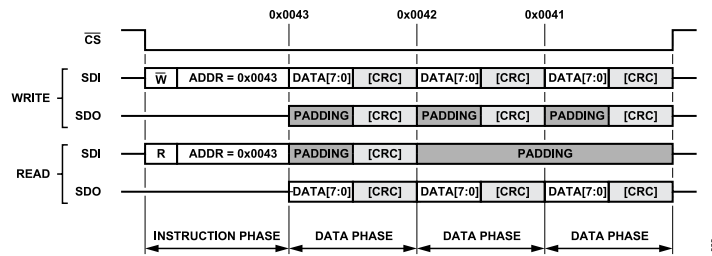 0x0043 0x0042 0x0041
CS
SDI W ADDR = 0x0043 DATA[7:0] [CRC] DATA[7:0] [CRC] DATA[7:0] [CRC]
WRITE
SDO PADDING [CRC] PADDING [CRC] PADDING [CRC]
SDI R ADDR = 0x0043 PADDING [CRC] PADDING
READ
SDO DATA[7:0] [CRC] DATA[7:0] [CRC] DATA[7:0] [CRC]
INSTRUCTION PHASE DATA PHASE DATA PHASE DATA PHASE